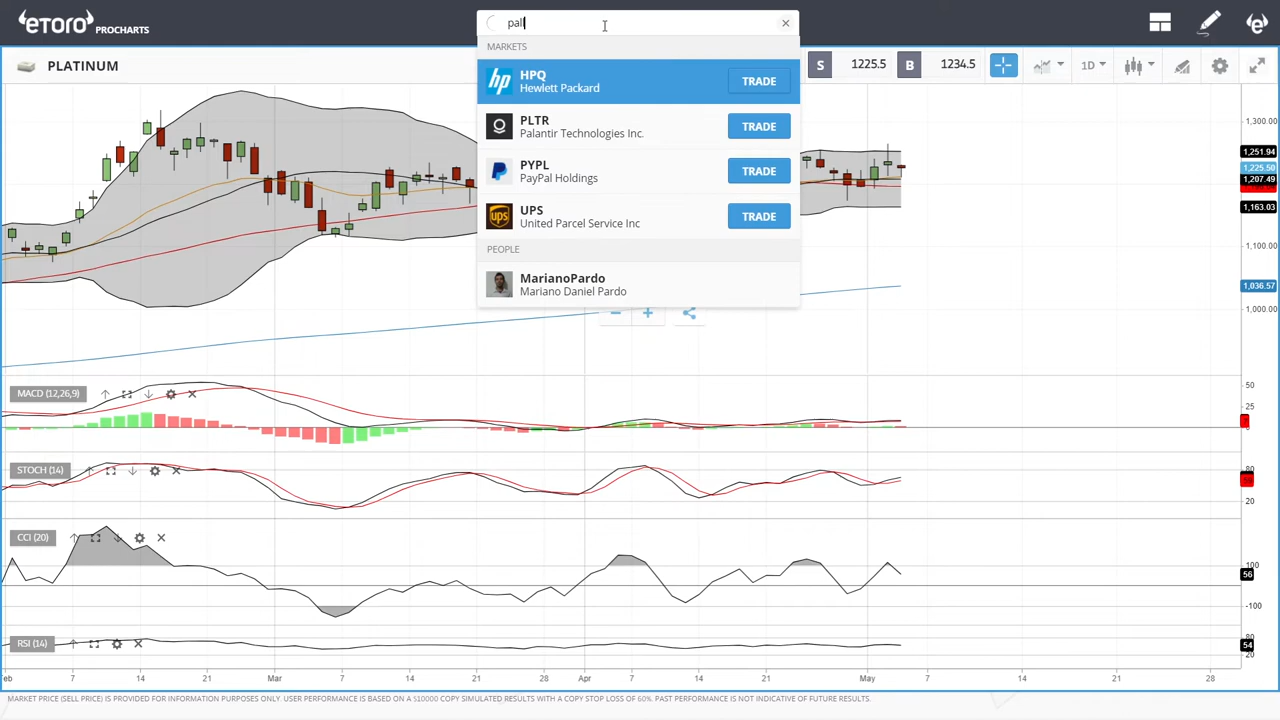 etoro PROCHARTS
pall
MARKETS
HPQ
Hewlett Packard
TRADE
PLTR
Palantir Technologies Inc.
TRADE
PYPL
PayPal Holdings
TRADE
UPS
United Parcel Service Inc
TRADE
PEOPLE
MarianoPardo
Mariano Daniel Pardo
PLATINUM
S 1225.5 B 1234.5 1D
1,300.00
1,251.94
1,225.50
1,207.49
1,163.03
1,100.00
1,036.57
1,000.00
MACD (12,26,9)
50
25
STOCH (14)
80
20
CCI (20)
100
56
-100
RSI (14)
80
54
20
7 14 21 Mar 7 14 21 28 Apr 7 14 21 May 7 14 21 28
MARKET PRICE (SELL PRICE) IS PROVIDED FOR INFORMATION PURPOSES ONLY. USER PERFORMANCE IS BASED ON A $10000 COPY SIMULATED RESULTS WITH A COPY STOP LOSS OF 60%. PAST PERFORMANCE IS NOT INDICATIVE OF FUTURE RESULTS.